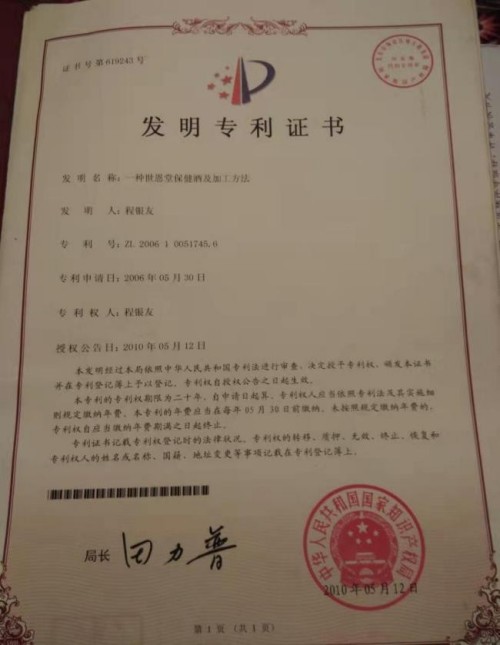 证书号第619243号
发明专利证书
发明名称：一种世恩堂保健酒及加工方法
发明人：程银友
专利号：ZL 2006 1 0051745.6
专利申请日：2006年05月30日
专利权人：程银友
授权公告日：2010年05月12日
本发明经过本局依照中华人民共和国专利法进行审查，决定授予专利权，颁发本证书
并在专利登记簿上予以登记。专利权自授权公告之日起生效。
本专利的专利权期限为二十年，自申请日起算。专利权人应当依照专利法及其实施细
则规定缴纳年费。本专利的年费应当在每年05月30日前缴纳。未按照规定缴纳年费的，
专利权自应当缴纳年费期满之日起终止。
专利证书记载专利权登记时的法律状况。专利权的转移、质押、无效、终止、恢复和
专利权人的姓名或名称、国籍、地址变更等事项记载在专利登记簿上。
局长 田力普
中华人民共和国国家知识产权局
2010年05月12日
第1页（共1页）